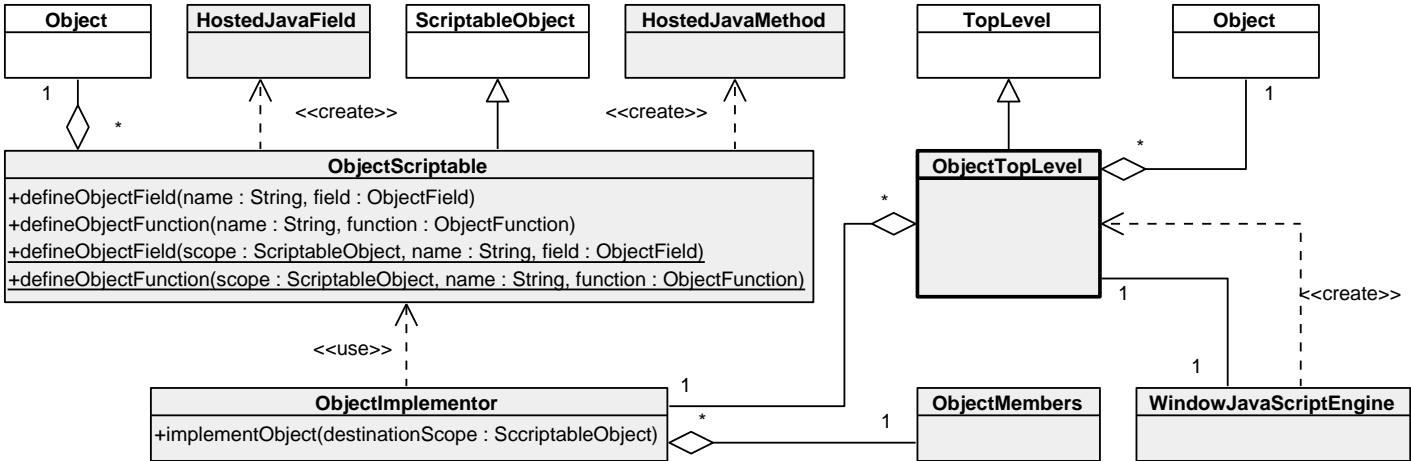 Object
HostedJavaField
ScriptableObject
HostedJavaMethod
TopLevel
Object
1
*
<<create>>
<<create>>
1
*
ObjectScriptable
+defineObjectField(name : String, field : ObjectField)
+defineObjectFunction(name : String, function : ObjectFunction)
+defineObjectField(scope : ScriptableObject, name : String, field : ObjectField)
+defineObjectFunction(scope : ScriptableObject, name : String, function : ObjectFunction)
ObjectTopLevel
*
1
<<create>>
<<use>>
1
1
ObjectImplementor
+implementObject(destinationScope : SccriptableObject)
*
1
ObjectMembers
WindowJavaScriptEngine